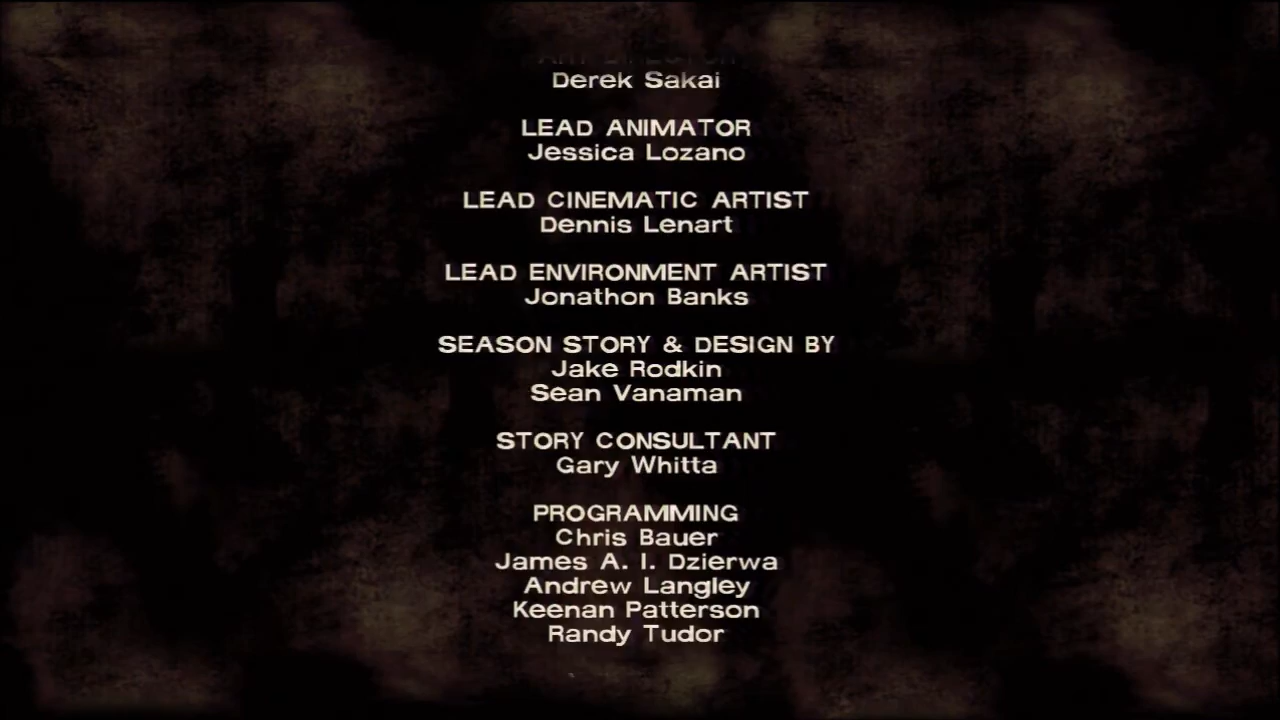 ART DIRECTOR
Derek Sakai
LEAD ANIMATOR
Jessica Lozano
LEAD CINEMATIC ARTIST
Dennis Lenart
LEAD ENVIRONMENT ARTIST
Jonathon Banks
SEASON STORY & DESIGN BY
Jake Rodkin
Sean Vanaman
STORY CONSULTANT
Gary Whitta
PROGRAMMING
Chris Bauer
James A. I. Dzierwa
Andrew Langley
Keenan Patterson
Randy Tudor